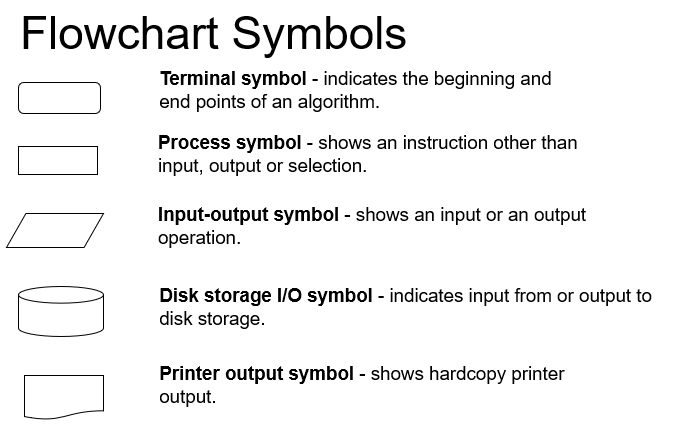 Flowchart Symbols
Terminal symbol - indicates the beginning and
end points of an algorithm.
Process symbol - shows an instruction other than
input, output or selection.
Input-output symbol - shows an input or an output
operation.
Disk storage I/O symbol - indicates input from or output to
disk storage.
Printer output symbol - shows hardcopy printer
output.